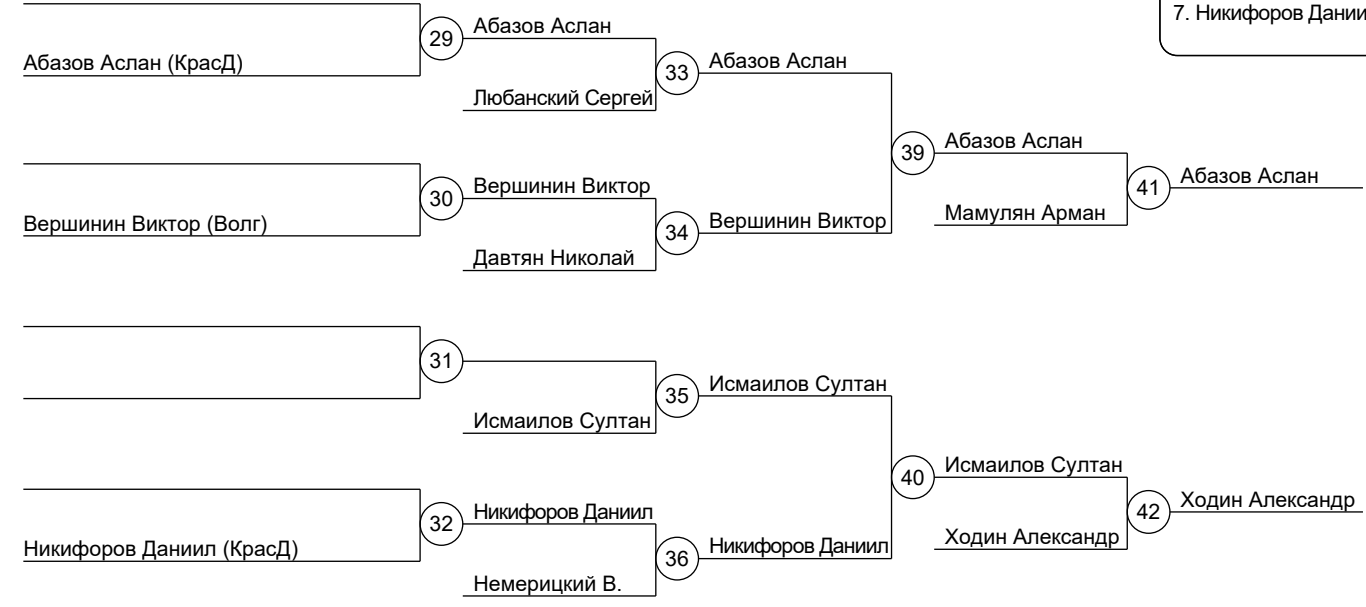 7. Никифоров Дании
29
Абазов Аслан
Абазов Аслан (КрасД)
33
Абазов Аслан
Любанский Сергей
39
Абазов Аслан
30
Вершинин Виктор
Вершинин Виктор (Волг)
34
Вершинин Виктор
Давтян Николай
Мамулян Арман
41
Абазов Аслан
31
35
Исмаилов Султан
Исмаилов Султан
40
Исмаилов Султан
32
Никифоров Даниил
Никифоров Даниил (КрасД)
36
Никифоров Даниил
Немерицкий В.
Ходин Александр
42
Ходин Александр